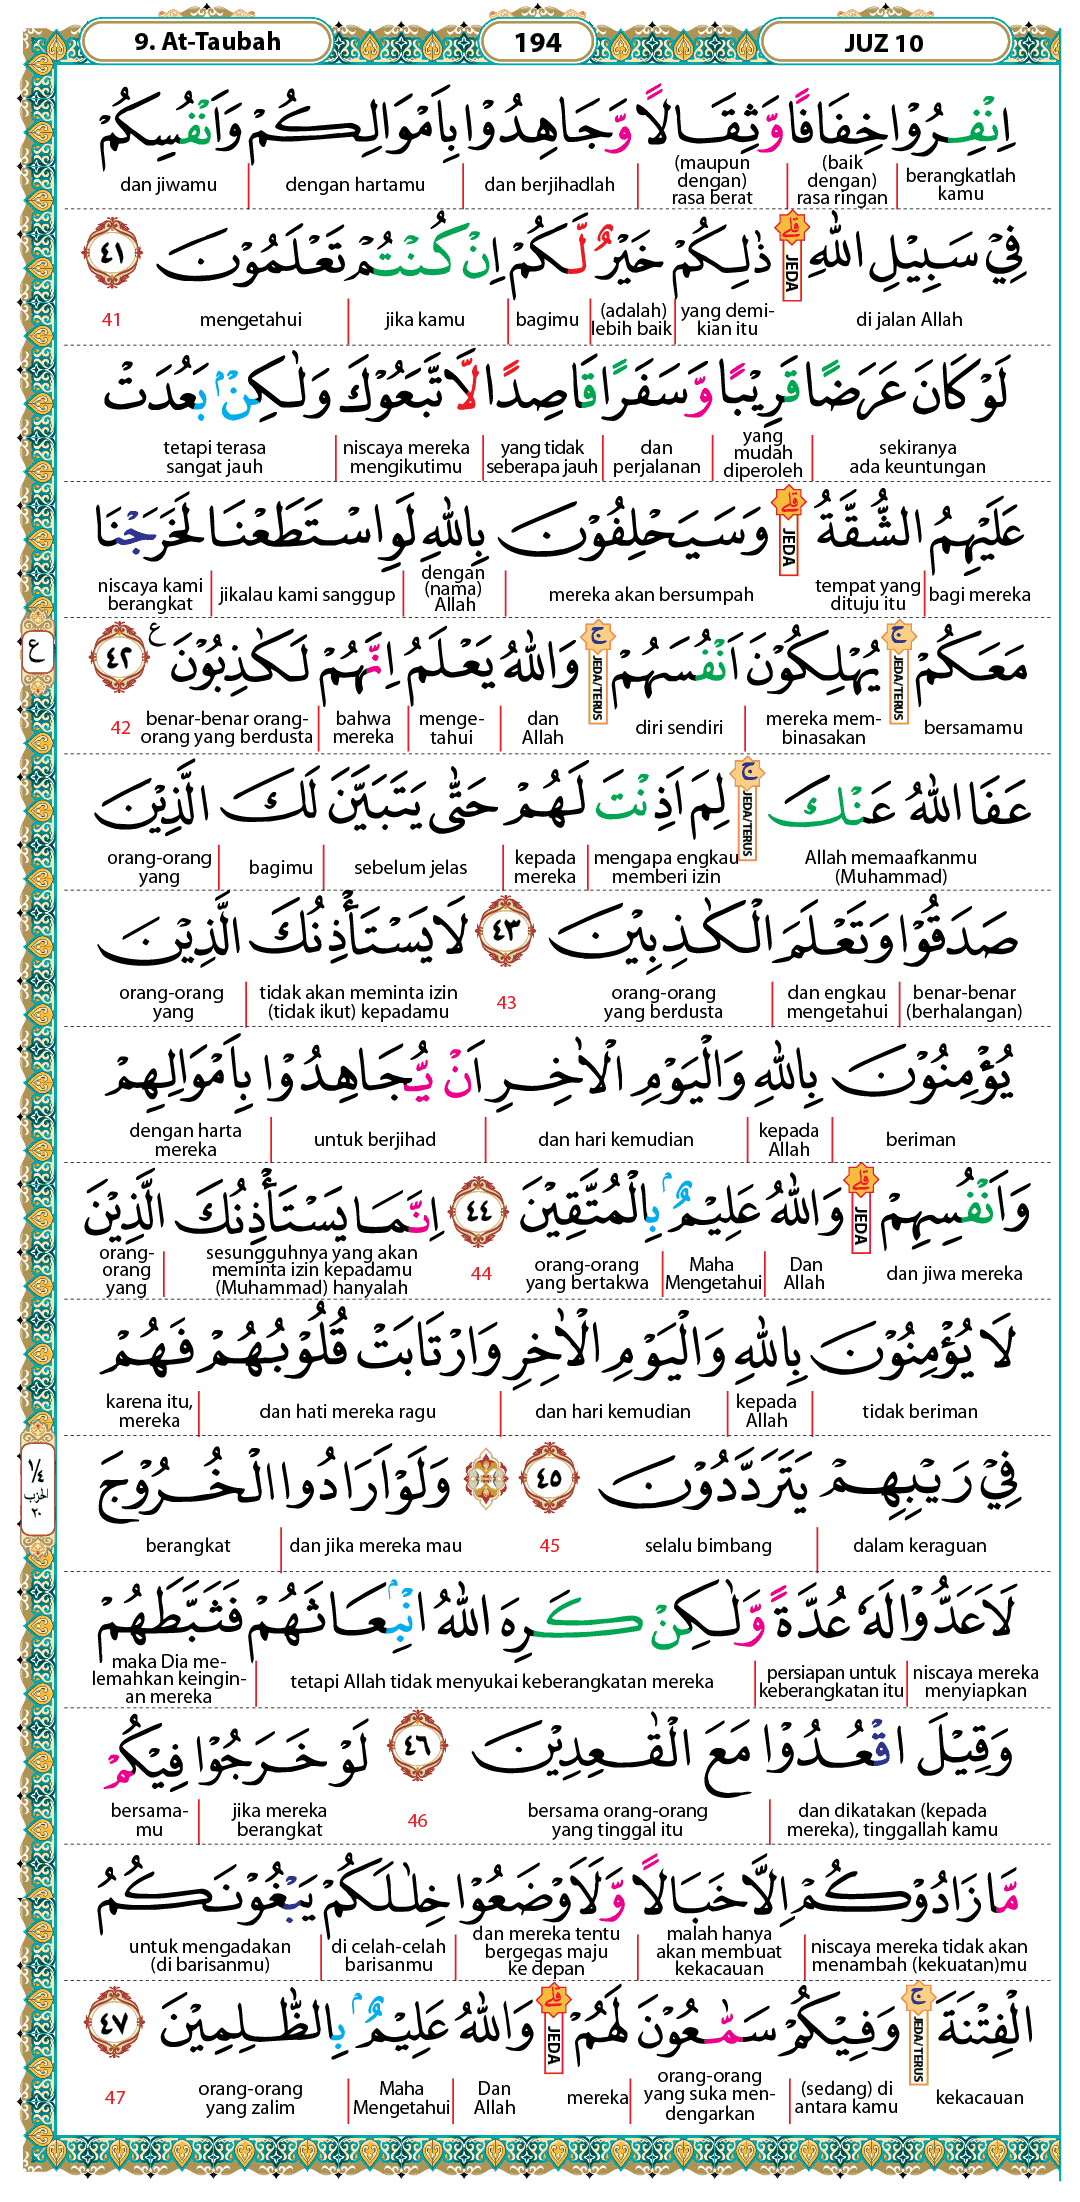 9. At-Taubah 194 JUZ 10
اِنْفِرُوْا خِفَافًا وَّثِقَالًا وَّجَاهِدُوْا بِاَمْوَالِكُمْ وَاَنْفُسِكُمْ
berangkatlah kamu (baik dengan) rasa ringan (maupun dengan) rasa berat dan berjihadlah dengan hartamu dan jiwamu
فِيْ سَبِيْلِ اللّٰهِ ۗ ذٰلِكُمْ خَيْرٌ لَّكُمْ اِنْ كُنْتُمْ تَعْلَمُوْنَ ٤١
JEDA
di jalan Allah yang demi-kian itu (adalah) lebih baik bagimu jika kamu mengetahui 41
لَوْ كَانَ عَرَضًا قَرِيْبًا وَّسَفَرًا قَاصِدًا لَّاتَّبَعُوْكَ وَلٰكِنْۢ بَعُدَتْ
sekiranya ada keuntungan yang mudah diperoleh dan perjalanan yang tidak seberapa jauh niscaya mereka mengikutimu tetapi terasa sangat jauh
عَلَيْهِمُ الشُّقَّةُ ۗ وَسَيَحْلِفُوْنَ بِاللّٰهِ لَوِ اسْتَطَعْنَا لَخَرَجْنَا
JEDA
bagi mereka tempat yang dituju itu mereka akan bersumpah dengan (nama) Allah jikalau kami sanggup niscaya kami berangkat
مَعَكُمْ ۚ يُهْلِكُوْنَ اَنْفُسَهُمْ ۚ وَاللّٰهُ يَعْلَمُ اِنَّهُمْ لَكٰذِبُوْنَ ع ٤٢
JEDA/TERUS JEDA/TERUS
ع
bersamamu mereka mem-binasakan diri sendiri dan Allah menge-tahui bahwa mereka benar-benar orang-orang yang berdusta 42
عَفَا اللّٰهُ عَنْكَ ۚ لِمَ اَذِنْتَ لَهُمْ حَتّٰى يَتَبَيَّنَ لَكَ الَّذِيْنَ
JEDA/TERUS
Allah memaafkanmu (Muhammad) mengapa engkau memberi izin kepada mereka sebelum jelas bagimu orang-orang yang
صَدَقُوْا وَتَعْلَمَ الْكٰذِبِيْنَ ٤٣ لَا يَسْتَأْذِنُكَ الَّذِيْنَ
benar-benar (berhalangan) dan engkau mengetahui orang-orang yang berdusta 43 tidak akan meminta izin (tidak ikut) kepadamu orang-orang yang
يُؤْمِنُوْنَ بِاللّٰهِ وَالْيَوْمِ الْاٰخِرِ اَنْ يُّجَاهِدُوْا بِاَمْوَالِهِمْ
beriman kepada Allah dan hari kemudian untuk berjihad dengan harta mereka
وَاَنْفُسِهِمْ ۗ وَاللّٰهُ عَلِيْمٌۢ بِالْمُتَّقِيْنَ ٤٤ اِنَّمَا يَسْتَأْذِنُكَ الَّذِيْنَ
JEDA
dan jiwa mereka Dan Allah Maha Mengetahui orang-orang yang bertakwa 44 sesungguhnya yang akan meminta izin kepadamu (Muhammad) hanyalah orang-orang yang
لَا يُؤْمِنُوْنَ بِاللّٰهِ وَالْيَوْمِ الْاٰخِرِ وَارْتَابَتْ قُلُوْبُهُمْ فَهُمْ
tidak beriman kepada Allah dan hari kemudian dan hati mereka ragu karena itu, mereka
فِيْ رَيْبِهِمْ يَتَرَدَّدُوْنَ ٤٥ وَلَوْ اَرَادُوا الْخُرُوْجَ
١/٤ الحزب ٢٠
dalam keraguan selalu bimbang 45 dan jika mereka mau berangkat
لَاَعَدُّوْا لَهٗ عُدَّةً وَّلٰكِنْ كَرِهَ اللّٰهُ انْۢبِعَاثَهُمْ فَثَبَّطَهُمْ
niscaya mereka menyiapkan persiapan untuk keberangkatan itu tetapi Allah tidak menyukai keberangkatan mereka maka Dia me-lemahkan keingin-an mereka
وَقِيْلَ اقْعُدُوْا مَعَ الْقٰعِدِيْنَ ٤٦ لَوْ خَرَجُوْا فِيْكُمْ
dan dikatakan (kepada mereka), tinggallah kamu bersama orang-orang yang tinggal itu 46 jika mereka berangkat bersama-mu
مَّا زَادُوْكُمْ اِلَّا خَبَالًا وَّلَاَوْضَعُوْا خِلٰلَكُمْ يَبْغُوْنَكُمُ
niscaya mereka tidak akan menambah (kekuatan)mu malah hanya akan membuat kekacauan dan mereka tentu bergegas maju ke depan di celah-celah barisanmu untuk mengadakan (di barisanmu)
الْفِتْنَةَ ۚ وَفِيْكُمْ سَمّٰعُوْنَ لَهُمْ ۗ وَاللّٰهُ عَلِيْمٌۢ بِالظّٰلِمِيْنَ ٤٧
JEDA/TERUS JEDA
kekacauan (sedang) di antara kamu orang-orang yang suka men-dengarkan mereka Dan Allah Maha Mengetahui orang-orang yang zalim 47